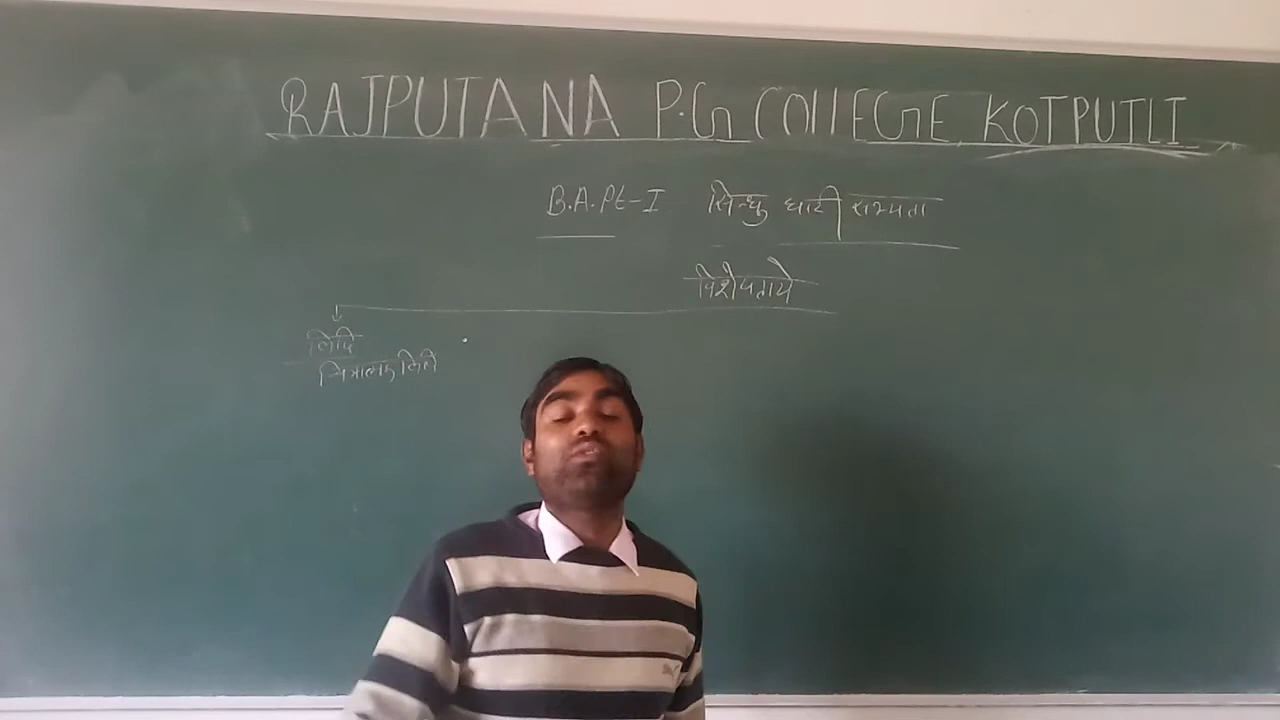 RAJPUTANA P.G COllEGE KOTPUTLI
B.A.Pt-I सिन्धु घाटी सभ्यता
विशेषताये
लिपि
चित्रात्मक लिपि